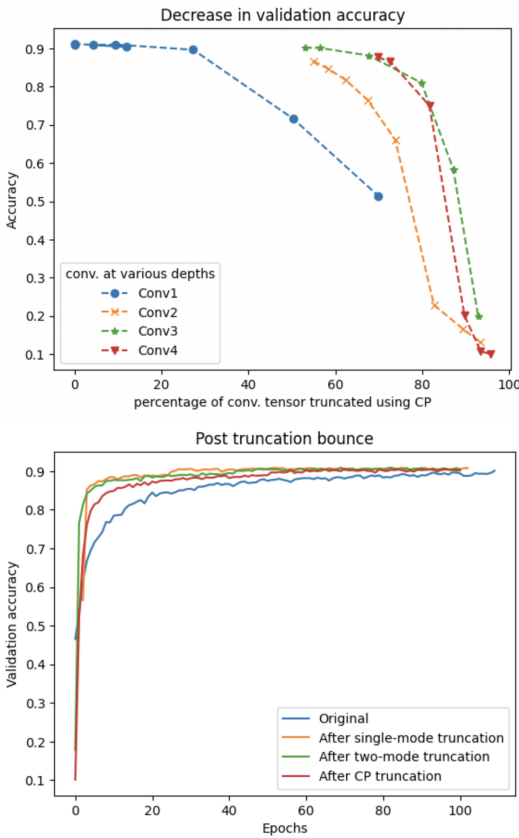 Decrease in validation accuracy
0.9
0.8
0.7
0.6
0.5
0.4
0.3
0.2
0.1
Accuracy
conv. at various depths
Conv1
Conv2
Conv3
Conv4
0 20 40 60 80 100
percentage of conv. tensor truncated using CP
Post truncation bounce
0.9
0.8
0.7
0.6
0.5
0.4
0.3
0.2
0.1
Validation accuracy
Original
After single-mode truncation
After two-mode truncation
After CP truncation
0 20 40 60 80 100
Epochs